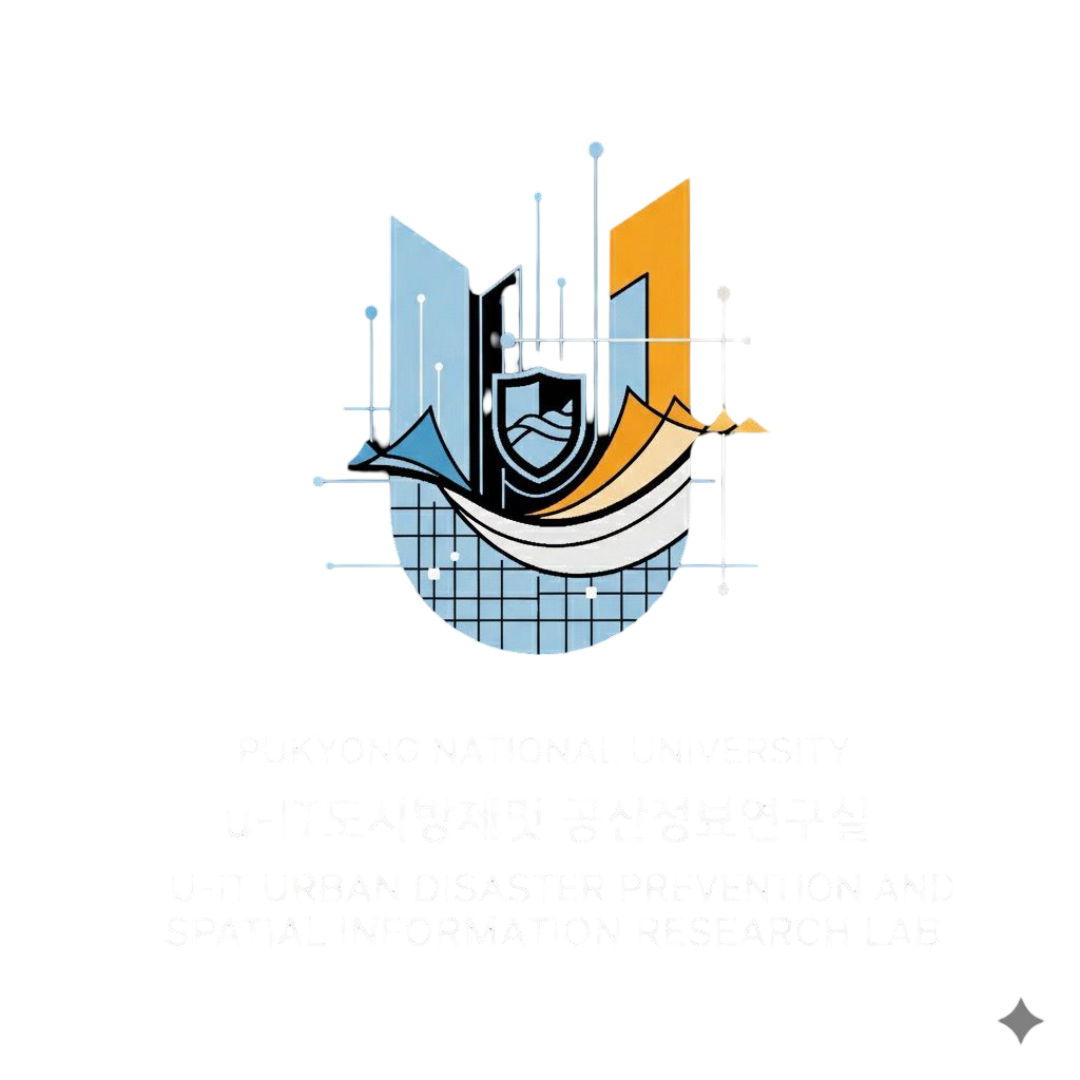 PUKYONG NATIONAL UNIVERSITY
U-IT도시방재및 공산정보연구실
U-IT URBAN DISASTER PREVENTION AND
SPATIAL INFORMATION RESEARCH LAB